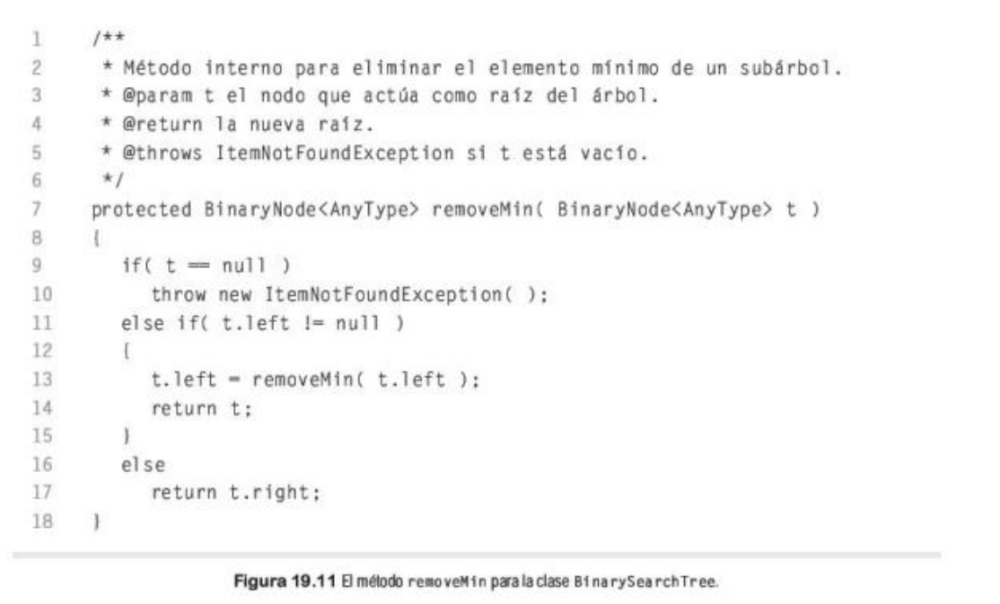 1 /**
2 * Método interno para eliminar el elemento mínimo de un subárbol.
3 * @param t el nodo que actúa como raíz del árbol.
4 * @return la nueva raíz.
5 * @throws ItemNotFoundException si t está vacío.
6 */
7 protected BinaryNode<AnyType> removeMin( BinaryNode<AnyType> t )
8 {
9 if( t == null )
10 throw new ItemNotFoundException( );
11 else if( t.left != null )
12 {
13 t.left = removeMin( t.left );
14 return t;
15 }
16 else
17 return t.right;
18 }
Figura 19.11 El método removeMin para la clase BinarySearchTree.